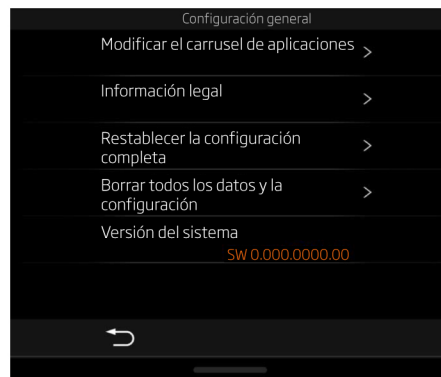 Configuración general
Modificar el carrusel de aplicaciones
Información legal
Restablecer la configuración
completa
Borrar todos los datos y la
configuración
Versión del sistema
SW 0.000.0000.00